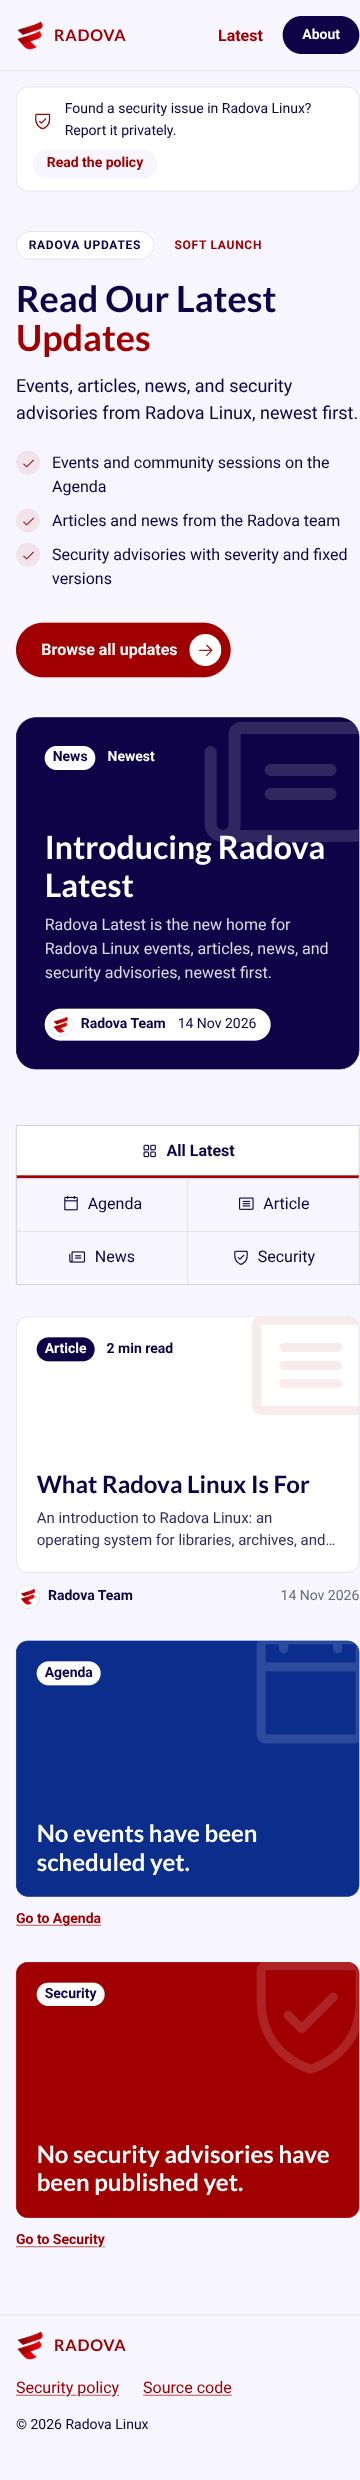 RADOVA
Latest
About
Found a security issue in Radova Linux?
Report it privately.
Read the policy
RADOVA UPDATES
SOFT LAUNCH
Read Our Latest
Updates
Events, articles, news, and security
advisories from Radova Linux, newest first.
Events and community sessions on the
Agenda
Articles and news from the Radova team
Security advisories with severity and fixed
versions
Browse all updates
News
Newest
Introducing Radova
Latest
Radova Latest is the new home for
Radova Linux events, articles, news, and
security advisories, newest first.
Radova Team
14 Nov 2026
All Latest
Agenda
Article
News
Security
Article
2 min read
What Radova Linux Is For
An introduction to Radova Linux: an
operating system for libraries, archives, and…
Radova Team
14 Nov 2026
Agenda
No events have been
scheduled yet.
Go to Agenda
Security
No security advisories have
been published yet.
Go to Security
RADOVA
Security policy
Source code
© 2026 Radova Linux